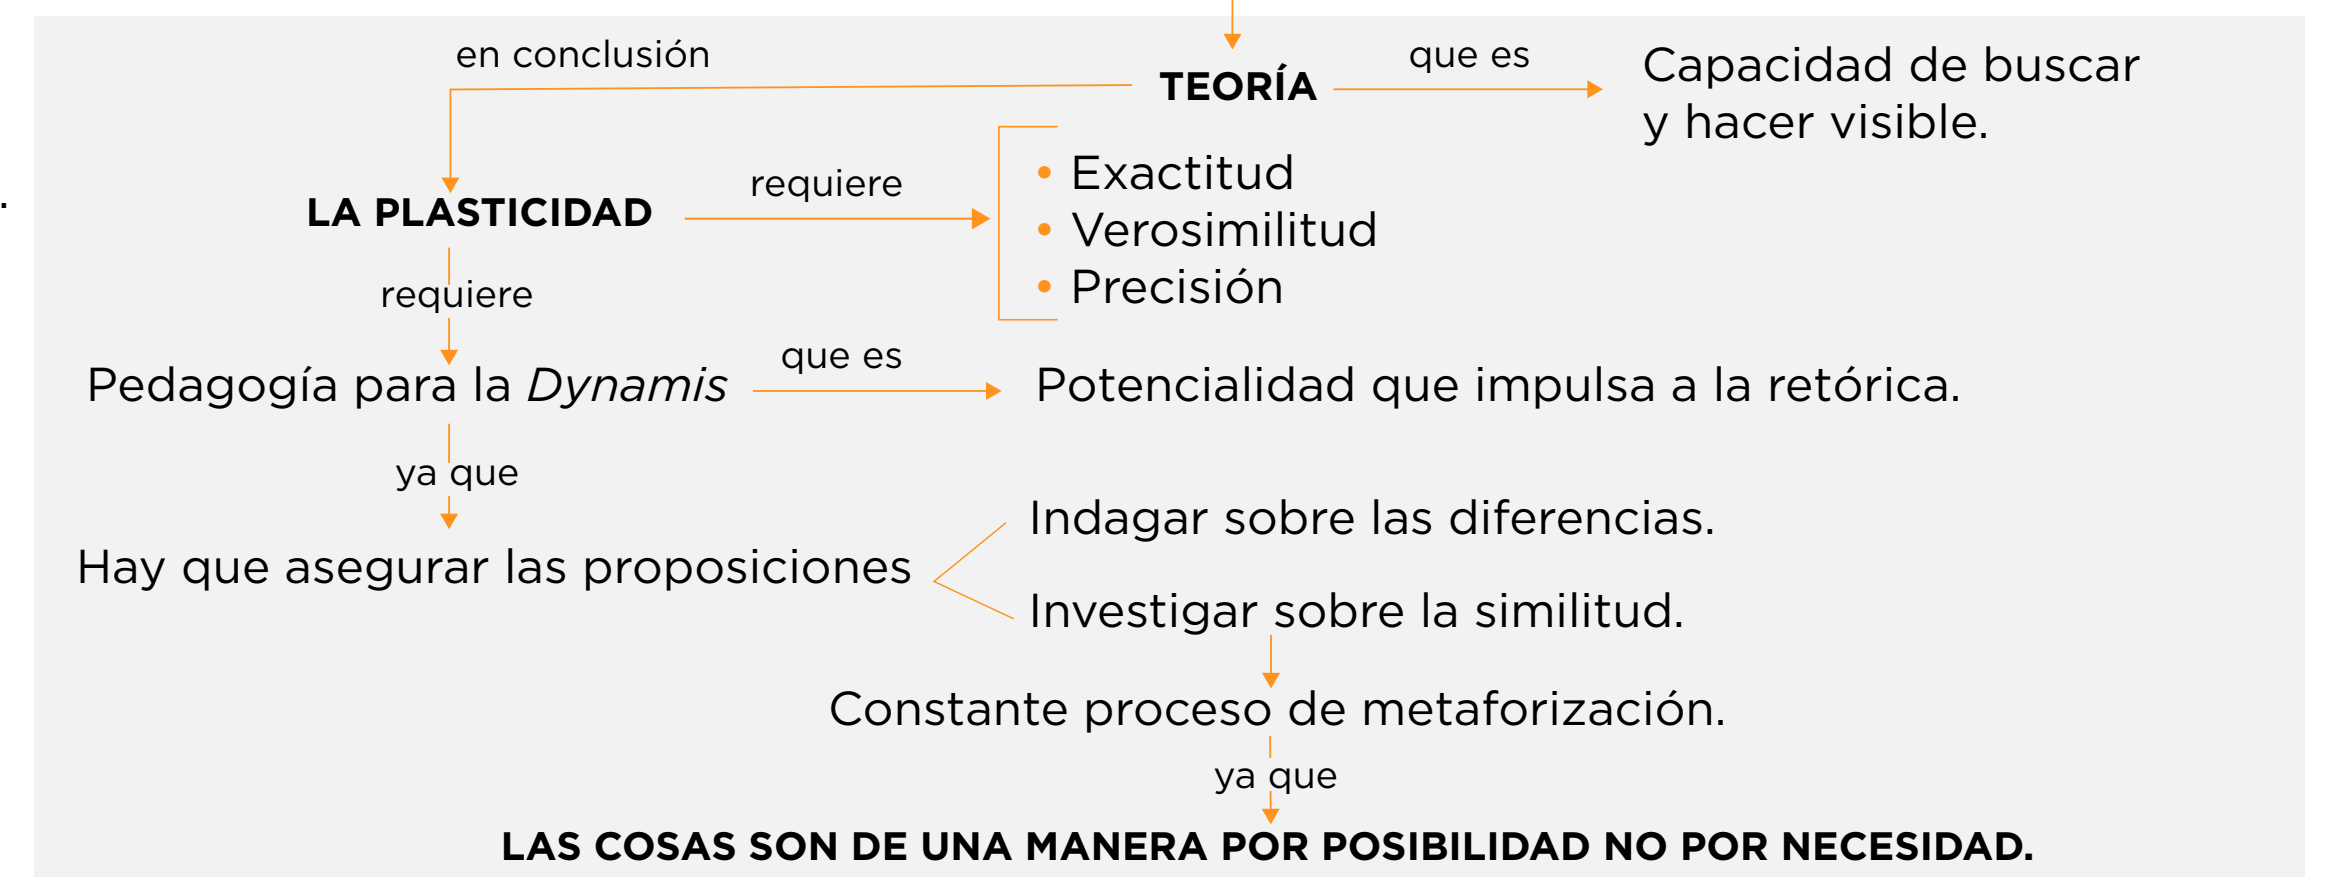 en conclusión
TEORÍA
que es
Capacidad de buscar
y hacer visible.
LA PLASTICIDAD
requiere
• Exactitud
• Verosimilitud
• Precisión
requiere
Pedagogía para la Dynamis
que es
Potencialidad que impulsa a la retórica.
ya que
Hay que asegurar las proposiciones
Indagar sobre las diferencias.
Investigar sobre la similitud.
Constante proceso de metaforización.
ya que
LAS COSAS SON DE UNA MANERA POR POSIBILIDAD NO POR NECESIDAD.